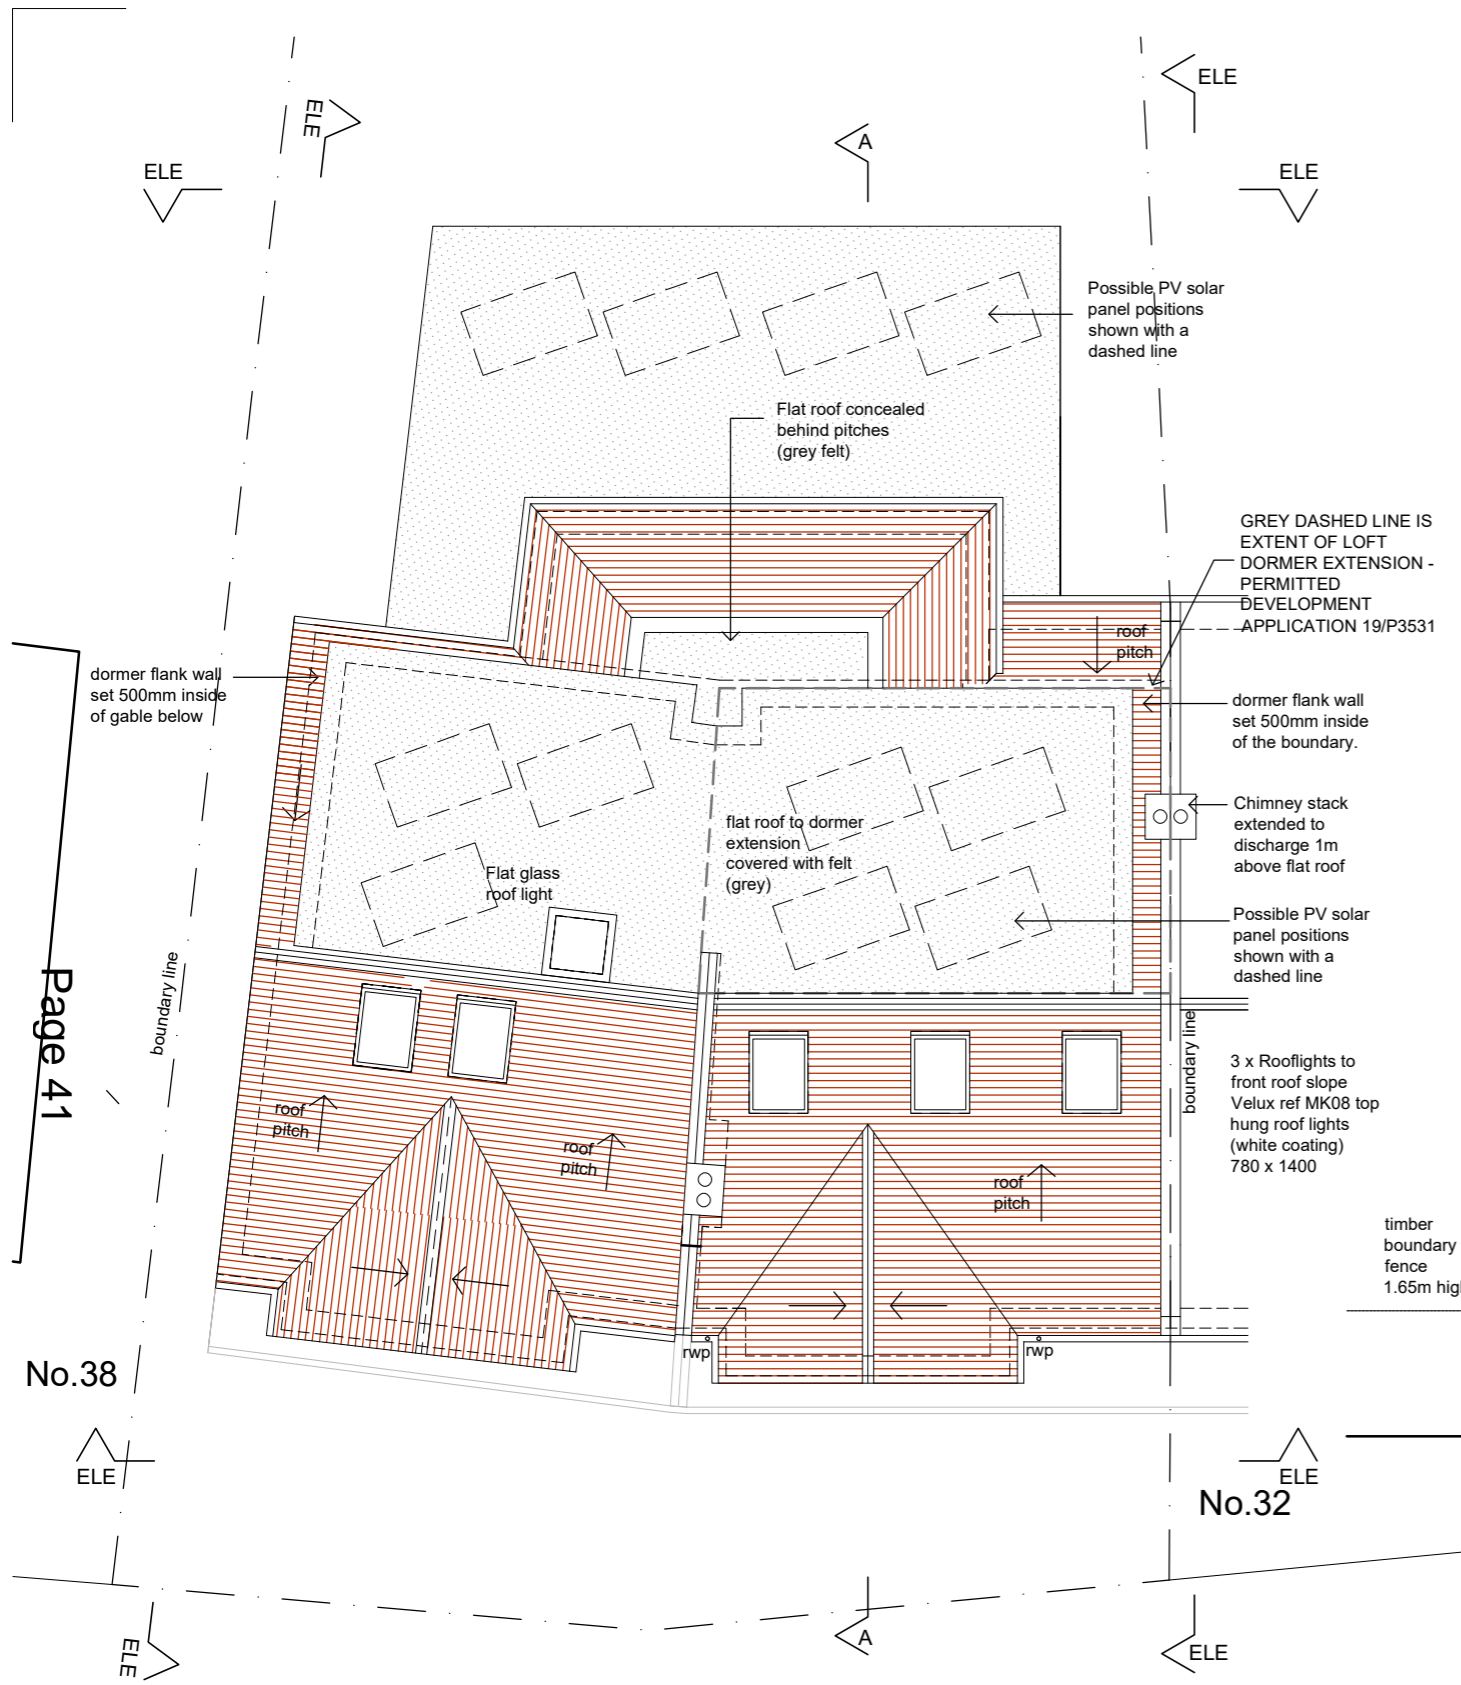 ELE
ELE
A
ELE
ELE
Possible PV solar
panel positions
shown with a
dashed line
Flat roof concealed
behind pitches
(grey felt)
GREY DASHED LINE IS
EXTENT OF LOFT
DORMER EXTENSION -
PERMITTED
DEVELOPMENT
APPLICATION 19/P3531
roof
pitch
dormer flank wall
set 500mm inside
of gable below
dormer flank wall
set 500mm inside
of the boundary.
Chimney stack
extended to
discharge 1m
above flat roof
flat roof to dormer
extension
covered with felt
(grey)
Flat glass
roof light
Possible PV solar
panel positions
shown with a
dashed line
Page 41
boundary line
boundary line
3 x Rooflights to
front roof slope
Velux ref MK08 top
hung roof lights
(white coating)
780 x 1400
roof
pitch
roof
pitch
roof
pitch
timber
boundary
fence
1.65m high
rwp
rwp
No.38
ELE
ELE
No.32
ELE
A
ELE